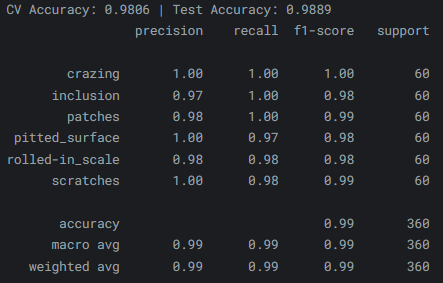 CV Accuracy: 0.9806 | Test Accuracy: 0.9889
precision recall f1-score support
crazing 1.00 1.00 1.00 60
inclusion 0.97 1.00 0.98 60
patches 0.98 1.00 0.99 60
pitted_surface 1.00 0.97 0.98 60
rolled-in_scale 0.98 0.98 0.98 60
scratches 1.00 0.98 0.99 60
accuracy 0.99 360
macro avg 0.99 0.99 0.99 360
weighted avg 0.99 0.99 0.99 360